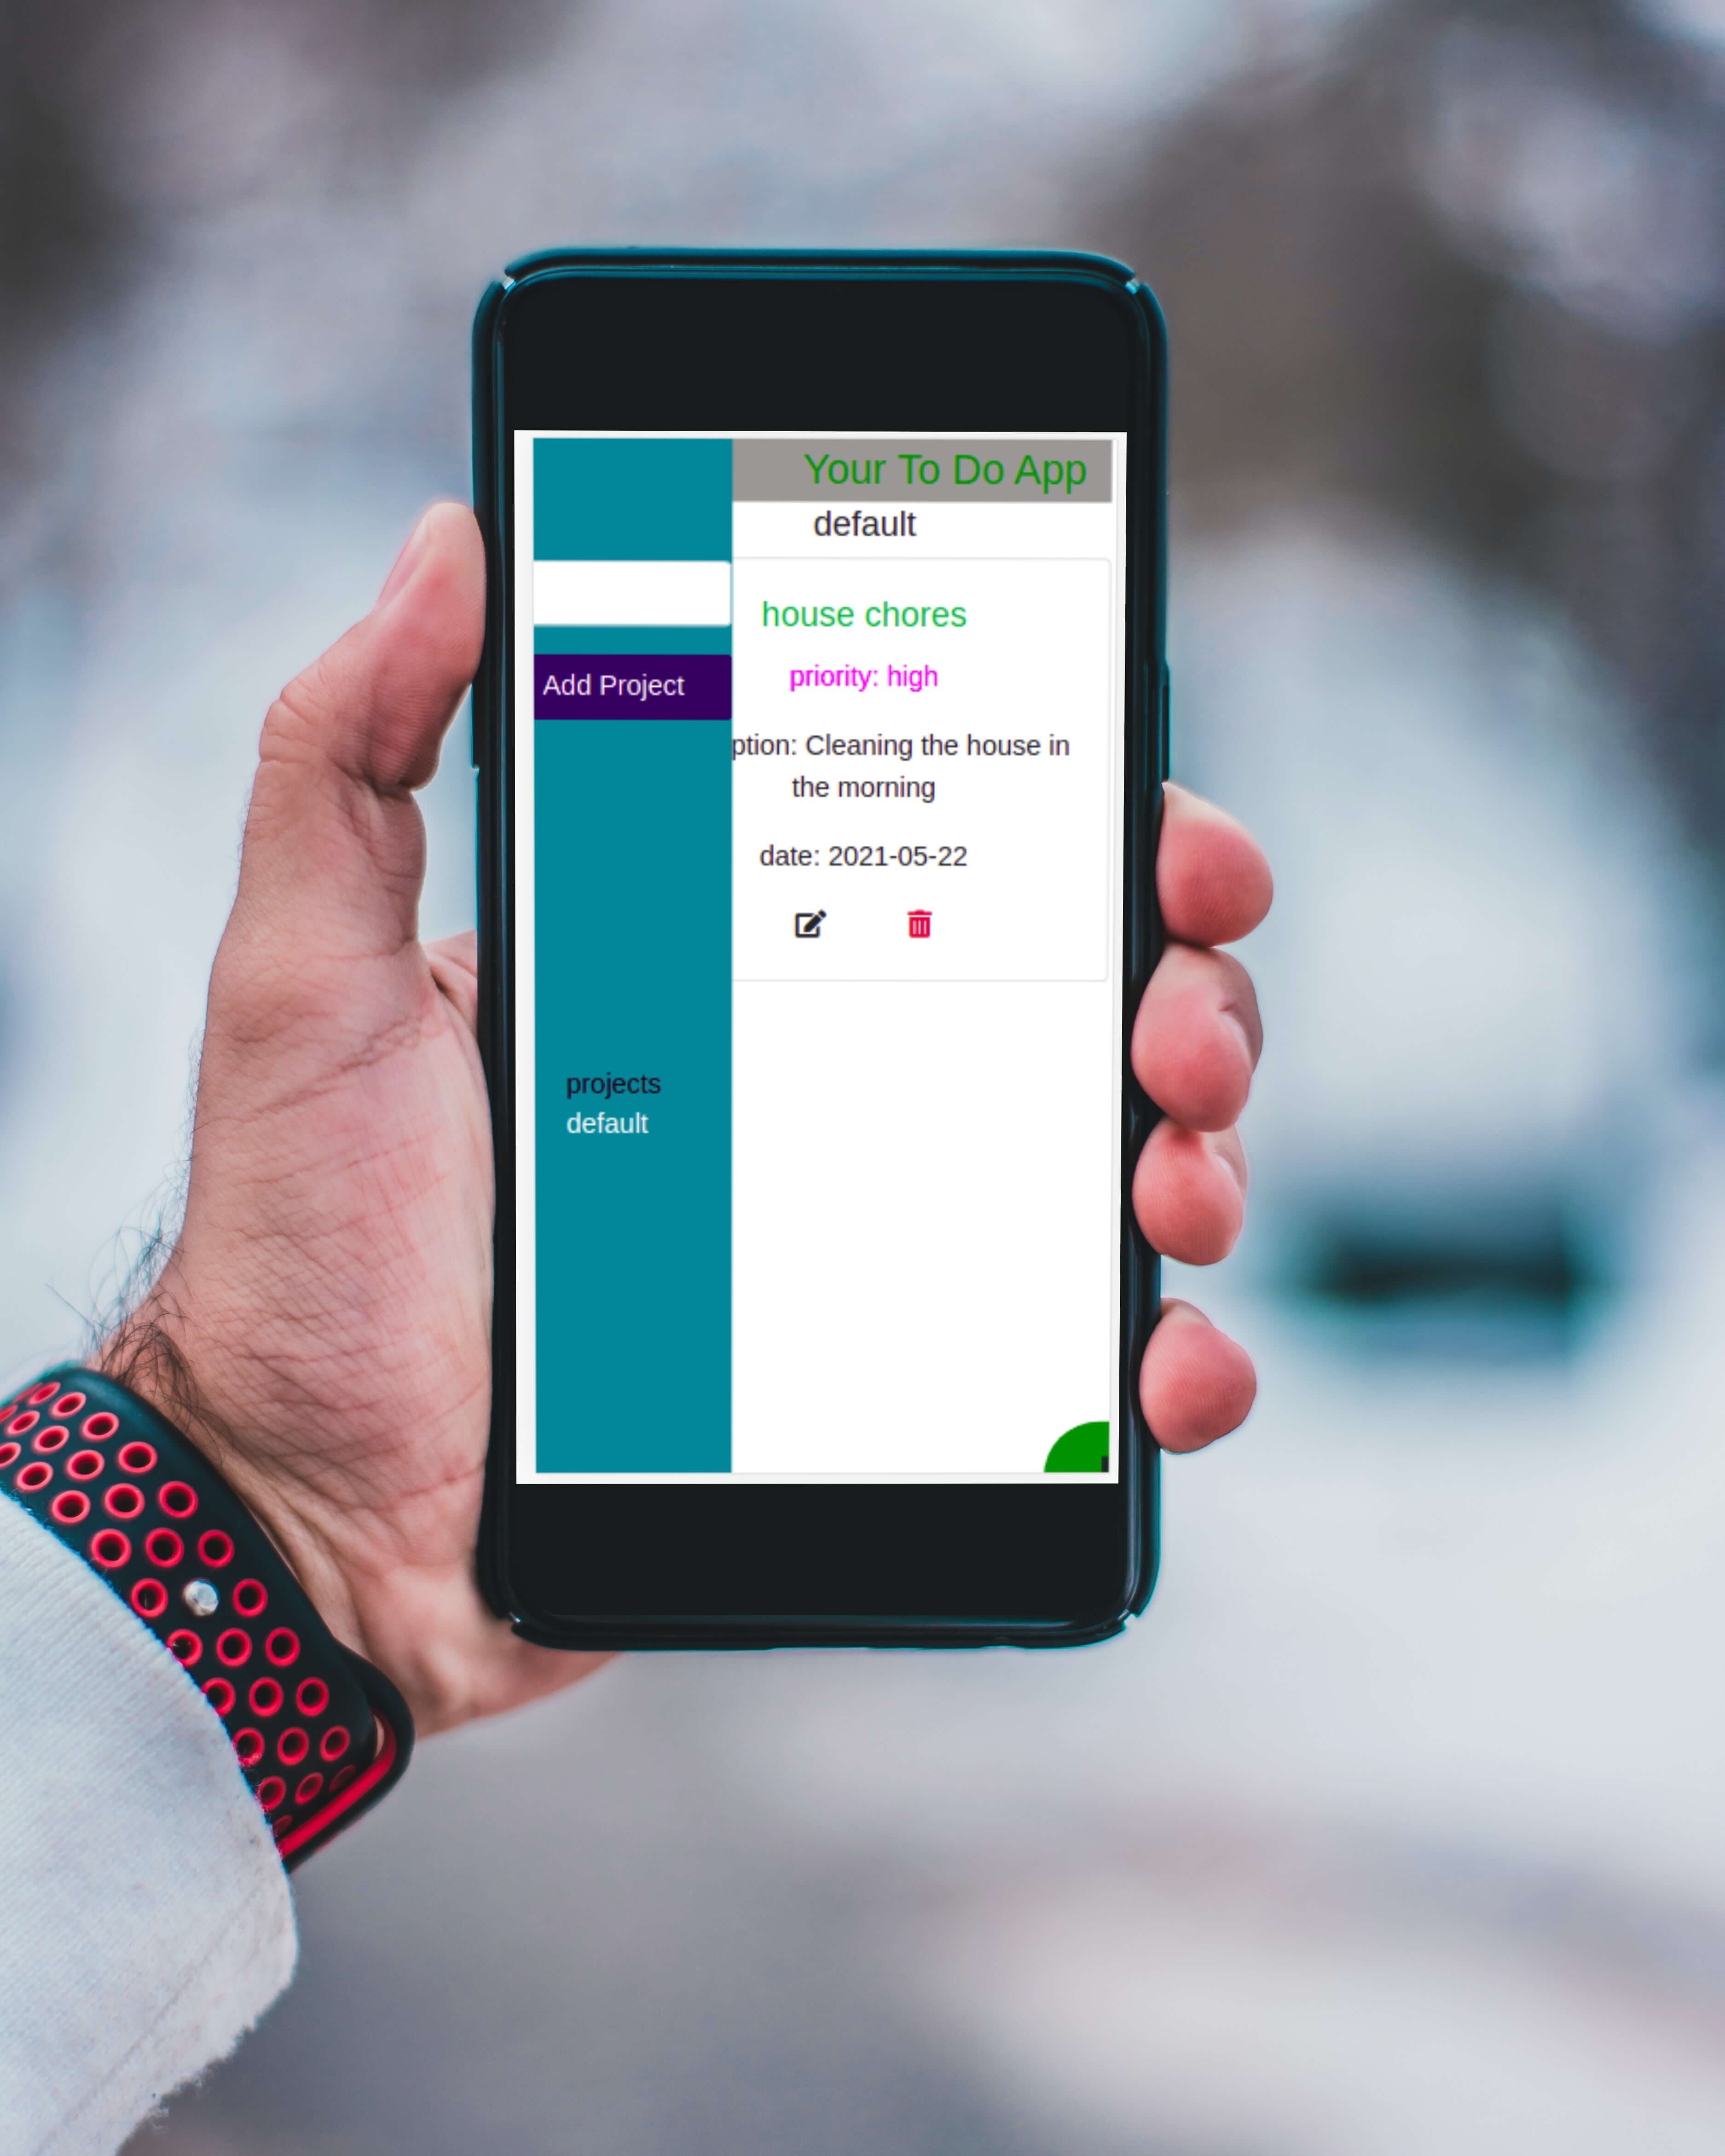 Your To Do App
default
house chores
priority: high
Add Project
ption: Cleaning the house in
the morning
date: 2021-05-22
projects
default